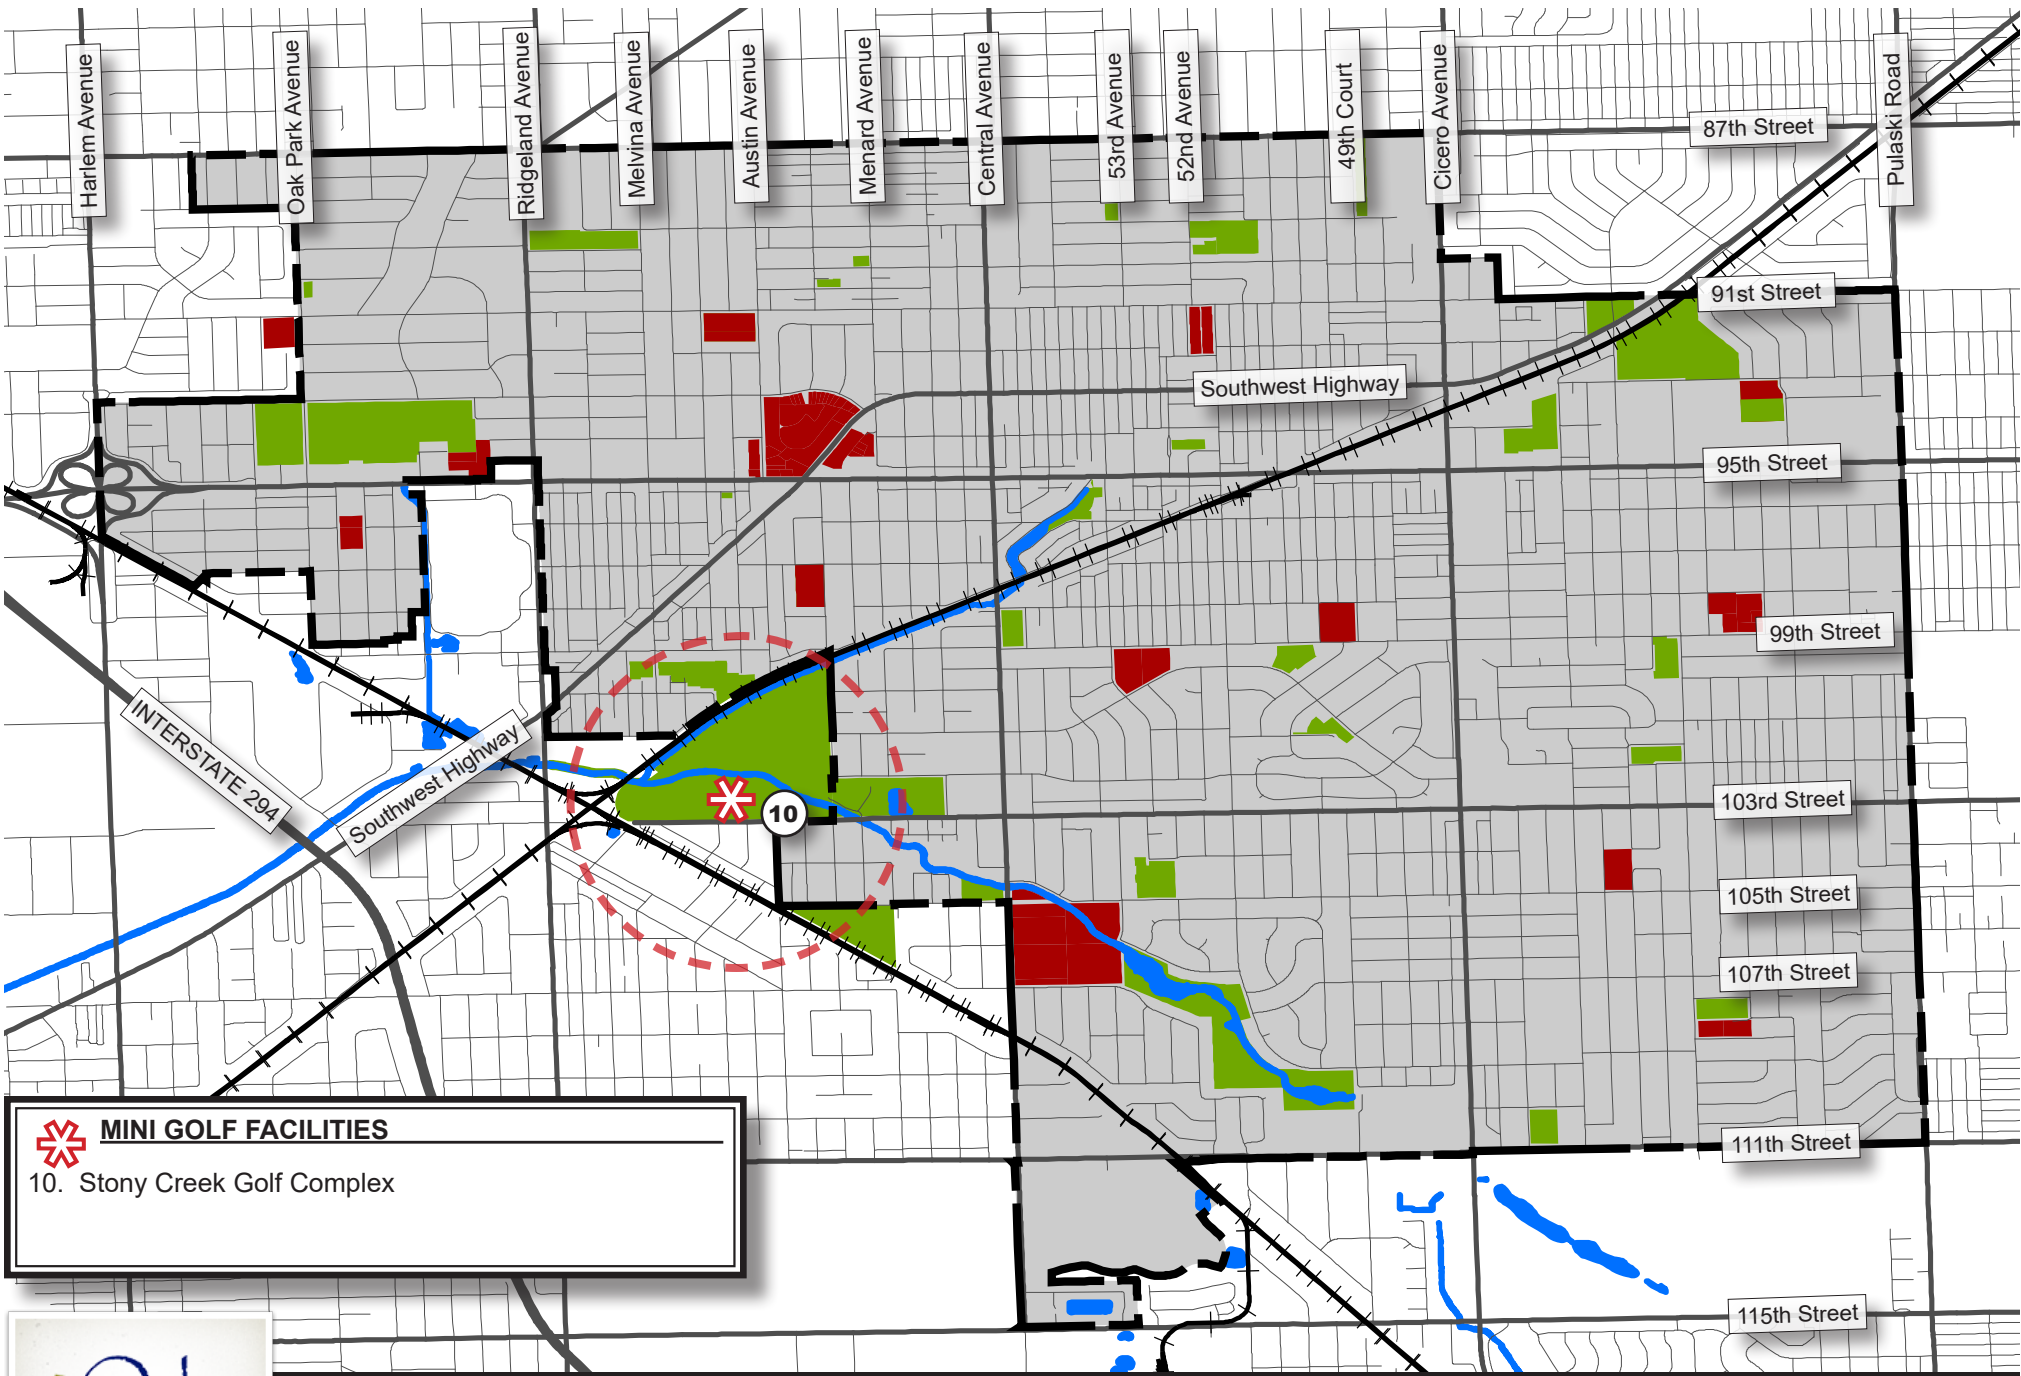 Harlem Avenue
Oak Park Avenue
Ridgeland Avenue
Melvina Avenue
Austin Avenue
Menard Avenue
Central Avenue
53rd Avenue
52nd Avenue
49th Court
Cicero Avenue
Pulaski Road
87th Street
91st Street
Southwest Highway
95th Street
99th Street
INTERSTATE 294
Southwest Highway
10
103rd Street
105th Street
107th Street
111th Street
115th Street
MINI GOLF FACILITIES
10. Stony Creek Golf Complex